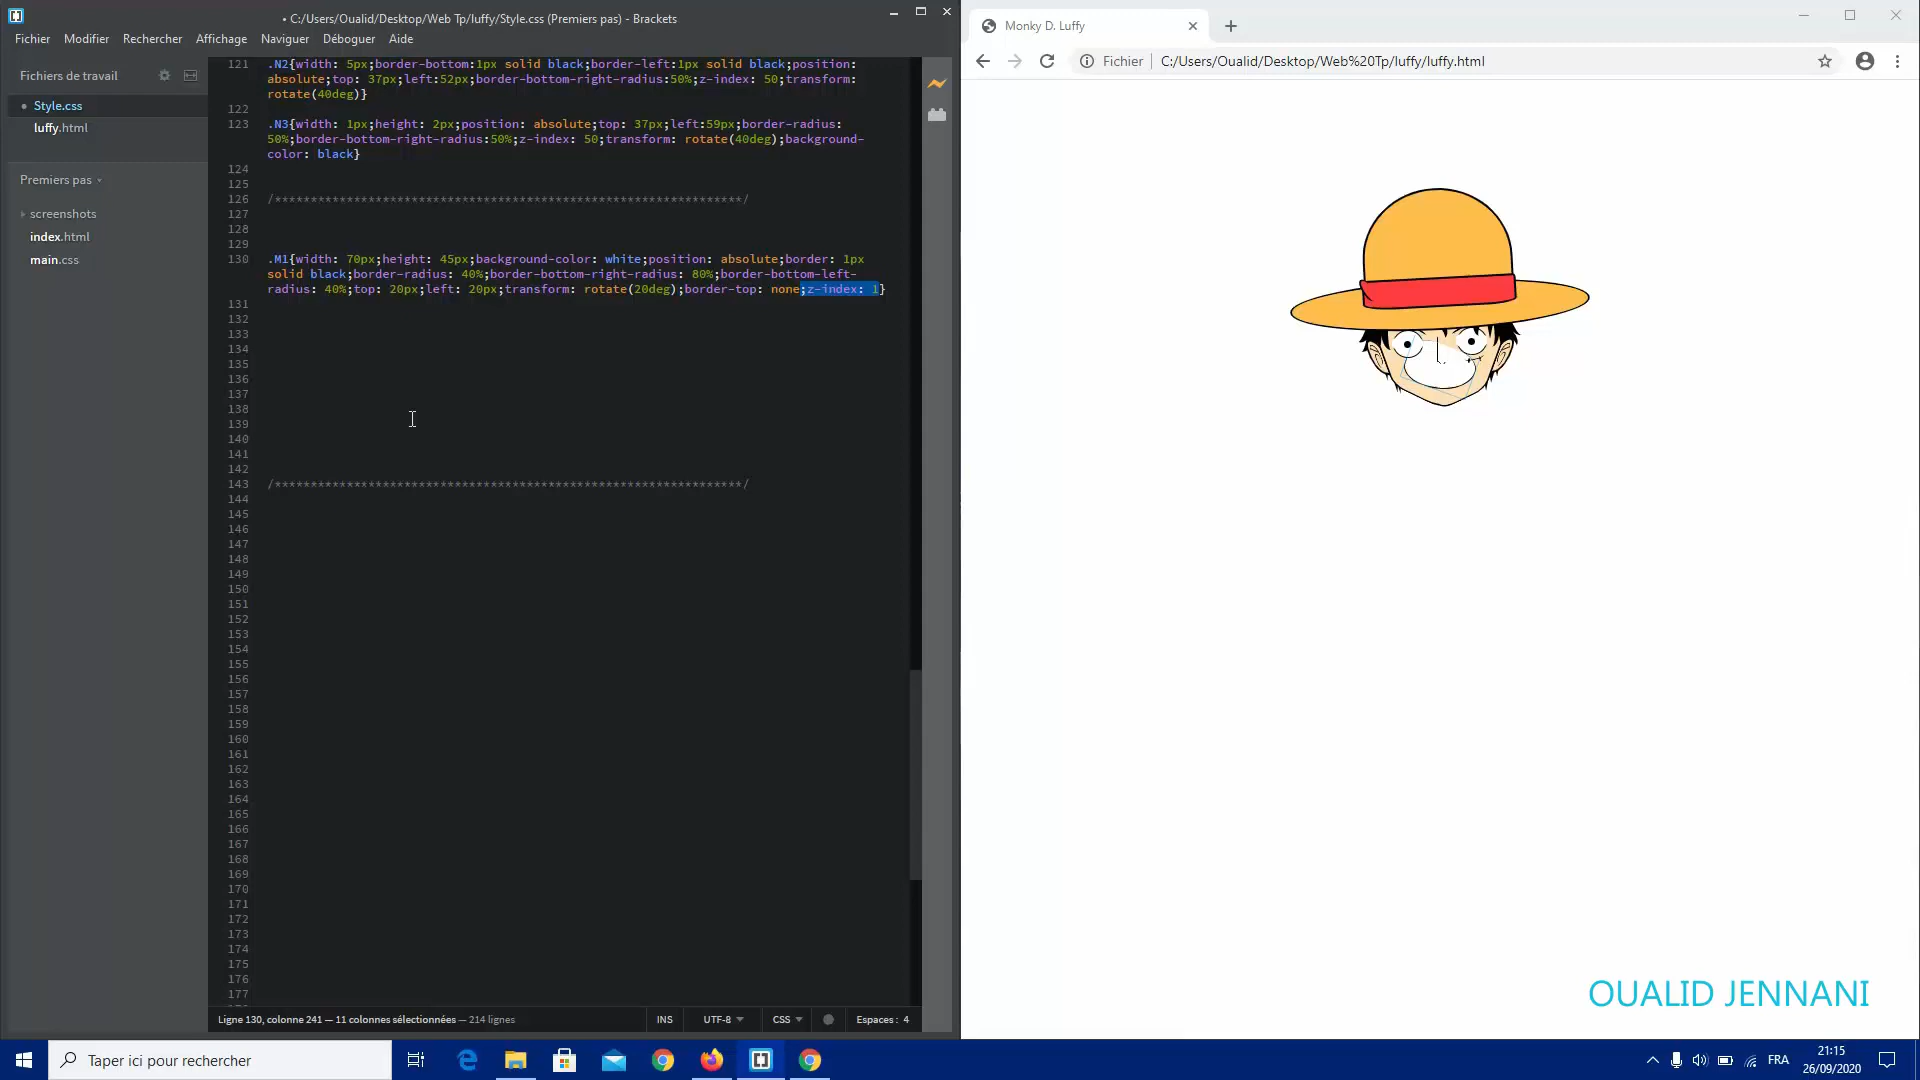 • C:/Users/Oualid/Desktop/Web Tp/luffy/Style.css (Premiers pas) - Brackets
Fichier Modifier Rechercher Affichage Naviguer Déboguer Aide
Fichiers de travail
Style.css
luffy.html
Premiers pas
screenshots
index.html
main.css
121 .N2{width: 5px;border-bottom:1px solid black;border-left:1px solid black;position:
absolute;top: 37px;left:52px;border-bottom-right-radius:50%;z-index: 50;transform:
rotate(40deg)}
122
123 .N3{width: 1px;height: 2px;position: absolute;top: 37px;left:59px;border-radius:
50%;border-bottom-right-radius:50%;z-index: 50;transform: rotate(40deg);background-
color: black}
124
125
126 /*****************************************************************/
127
128
129
130 .M1{width: 70px;height: 45px;background-color: white;position: absolute;border: 1px
solid black;border-radius: 40%;border-bottom-right-radius: 80%;border-bottom-left-
radius: 40%;top: 20px;left: 20px;transform: rotate(20deg);border-top: none;z-index: 1}
131
132
133
134
135
136
137
138
139
140
141
142
143 /*****************************************************************/
144
145
146
147
148
149
150
151
152
153
154
155
156
157
158
159
160
161
162
163
164
165
166
167
168
169
170
171
172
173
174
175
176
177
Ligne 130, colonne 241 — 11 colonnes sélectionnées — 214 lignes
INS UTF-8 CSS Espaces : 4
Monky D. Luffy
Fichier C:/Users/Oualid/Desktop/Web%20Tp/luffy/luffy.html
OUALID JENNANI
Taper ici pour rechercher
FRA
21:15
26/09/2020